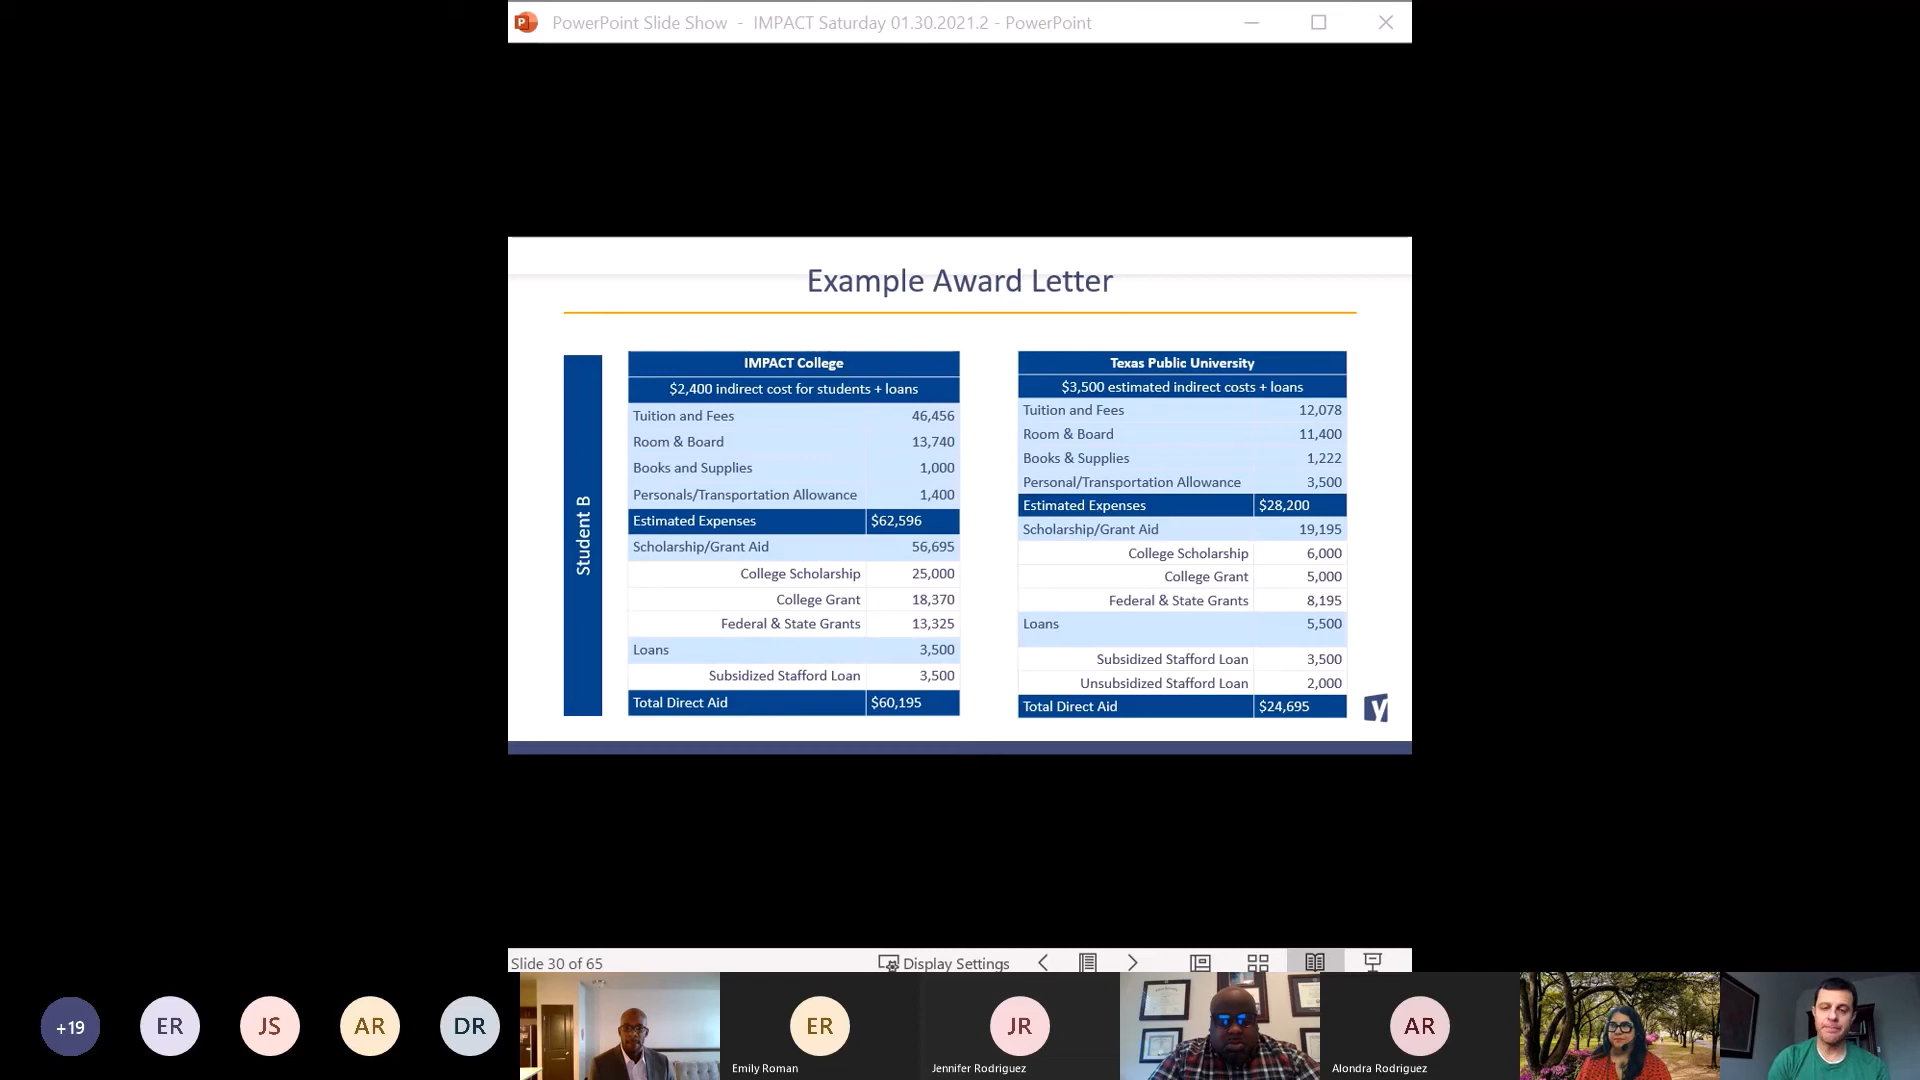 PowerPoint Slide Show - IMPACT Saturday 01.30.2021.2 - PowerPoint
Example Award Letter
Student B
IMPACT College
$2,400 indirect cost for students + loans
Tuition and Fees 46,456
Room & Board 13,740
Books and Supplies 1,000
Personals/Transportation Allowance 1,400
Estimated Expenses $62,596
Scholarship/Grant Aid 56,695
College Scholarship 25,000
College Grant 18,370
Federal & State Grants 13,325
Loans 3,500
Subsidized Stafford Loan 3,500
Total Direct Aid $60,195
Texas Public University
$3,500 estimated indirect costs + loans
Tuition and Fees 12,078
Room & Board 11,400
Books & Supplies 1,222
Personal/Transportation Allowance 3,500
Estimated Expenses $28,200
Scholarship/Grant Aid 19,195
College Scholarship 6,000
College Grant 5,000
Federal & State Grants 8,195
Loans 5,500
Subsidized Stafford Loan 3,500
Unsubsidized Stafford Loan 2,000
Total Direct Aid $24,695
y
Slide 30 of 65 Display Settings
+19 ER JS AR DR ER JR AR
Emily Roman Jennifer Rodriguez Alondra Rodriguez